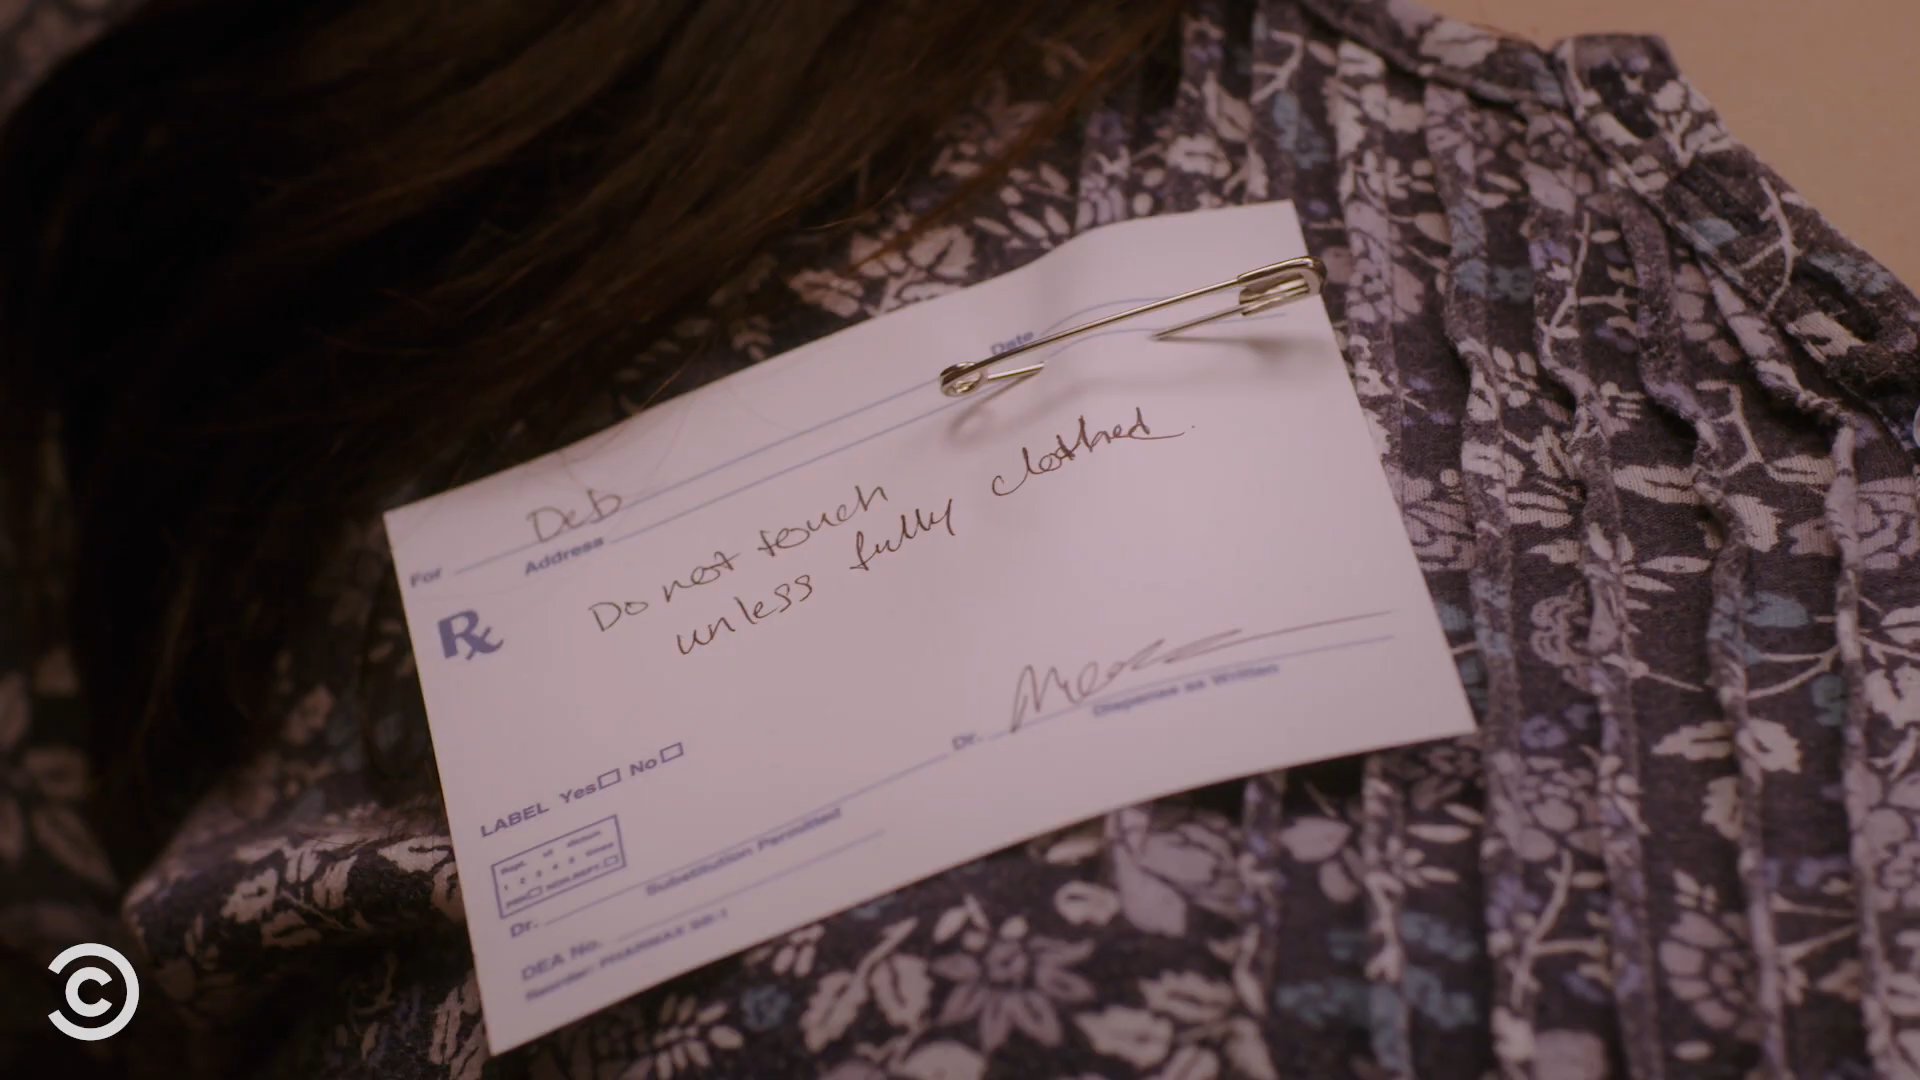 Date
Deb
For
Address
Rx
Do not touch
unless fully clothed.
Dr.
Dispense as Written
LABEL Yes No
Dr.
Substitution Permitted
DEA No.
C